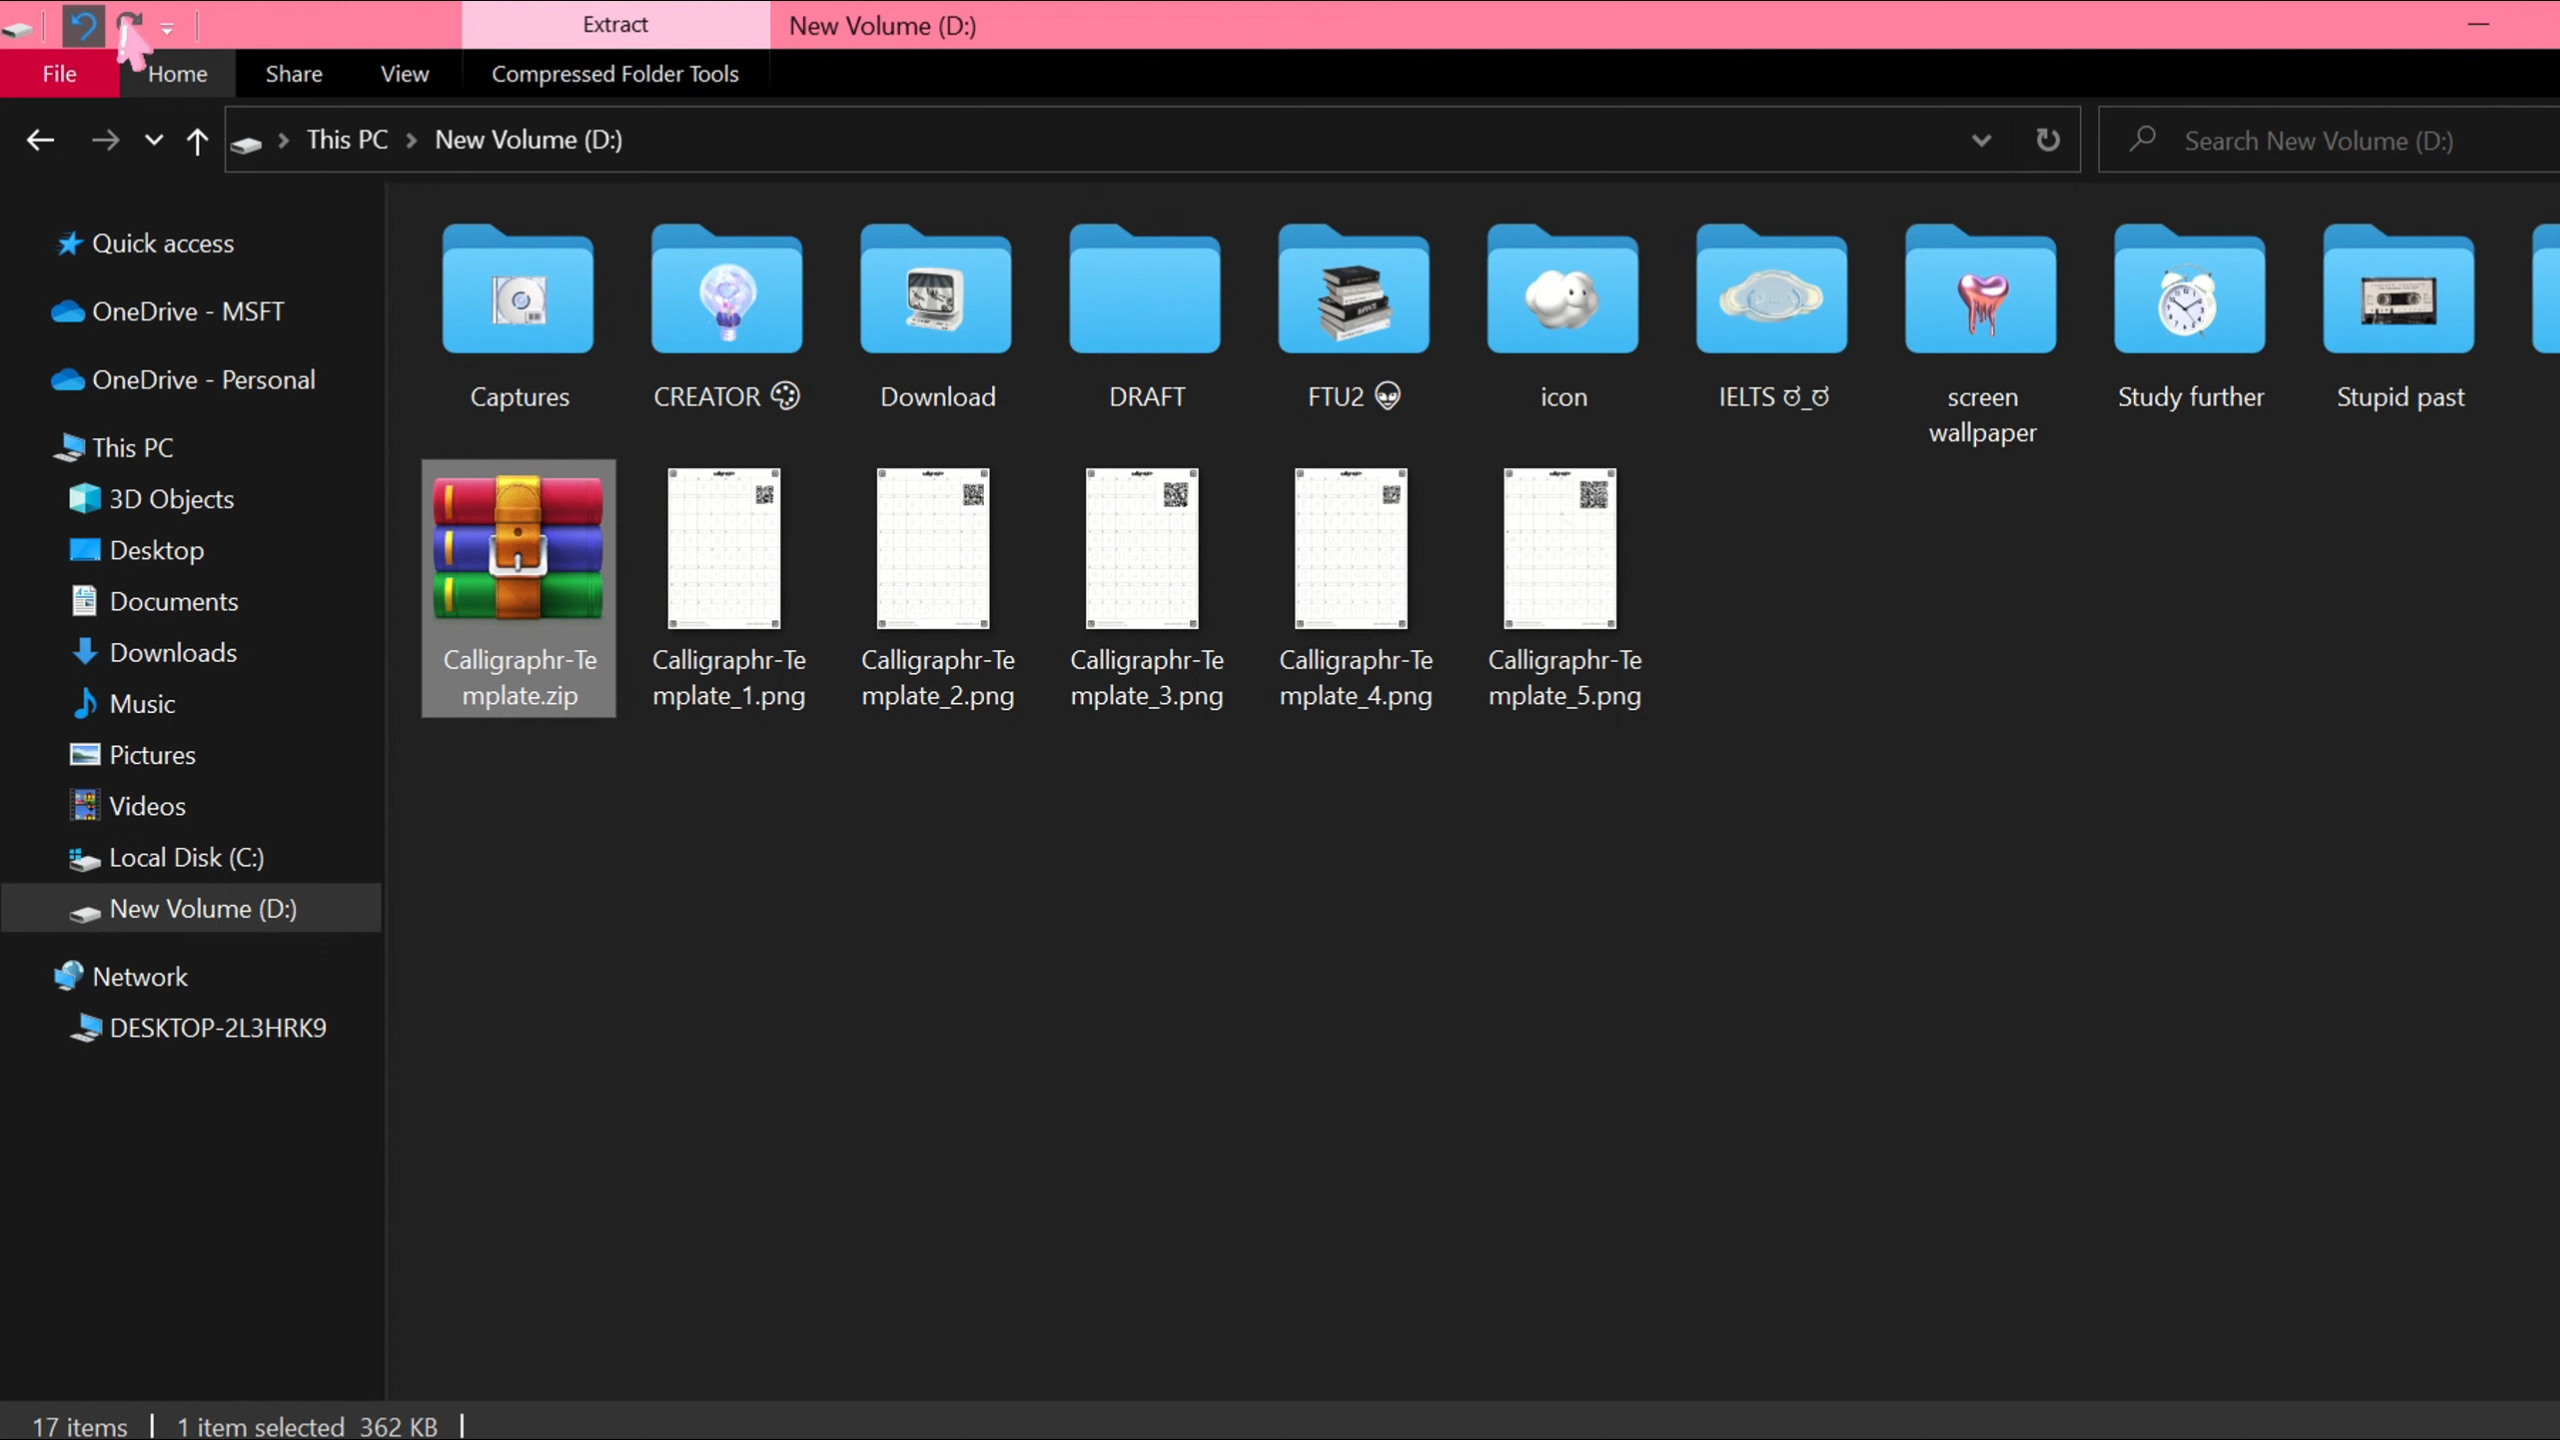 Extract
New Volume (D:)
File
Home
Share
View
Compressed Folder Tools
This PC
New Volume (D:)
Search New Volume (D:)
Quick access
OneDrive - MSFT
OneDrive - Personal
This PC
3D Objects
Desktop
Documents
Downloads
Music
Pictures
Videos
Local Disk (C:)
New Volume (D:)
Network
DESKTOP-2L3HRK9
Captures
CREATOR 🎨
Download
DRAFT
FTU2 👽
icon
IELTS ಠ_ಠ
screen
wallpaper
Study further
Stupid past
Calligraphr-Te
mplate.zip
Calligraphr-Te
mplate_1.png
Calligraphr-Te
mplate_2.png
Calligraphr-Te
mplate_3.png
Calligraphr-Te
mplate_4.png
Calligraphr-Te
mplate_5.png
17 items
1 item selected 362 KB